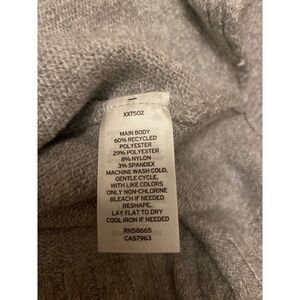 XX7502
MAIN BODY
60% RECYCLED
POLYESTER
29% POLYESTER
8% NYLON
3% SPANDEX
MACHINE WASH COLD,
GENTLE CYCLE,
WITH LIKE COLORS
ONLY NON-CHLORINE
BLEACH IF NEEDED
RESHAPE,
LAY FLAT TO DRY
COOL IRON IF NEEDED
RN58665
CA57963